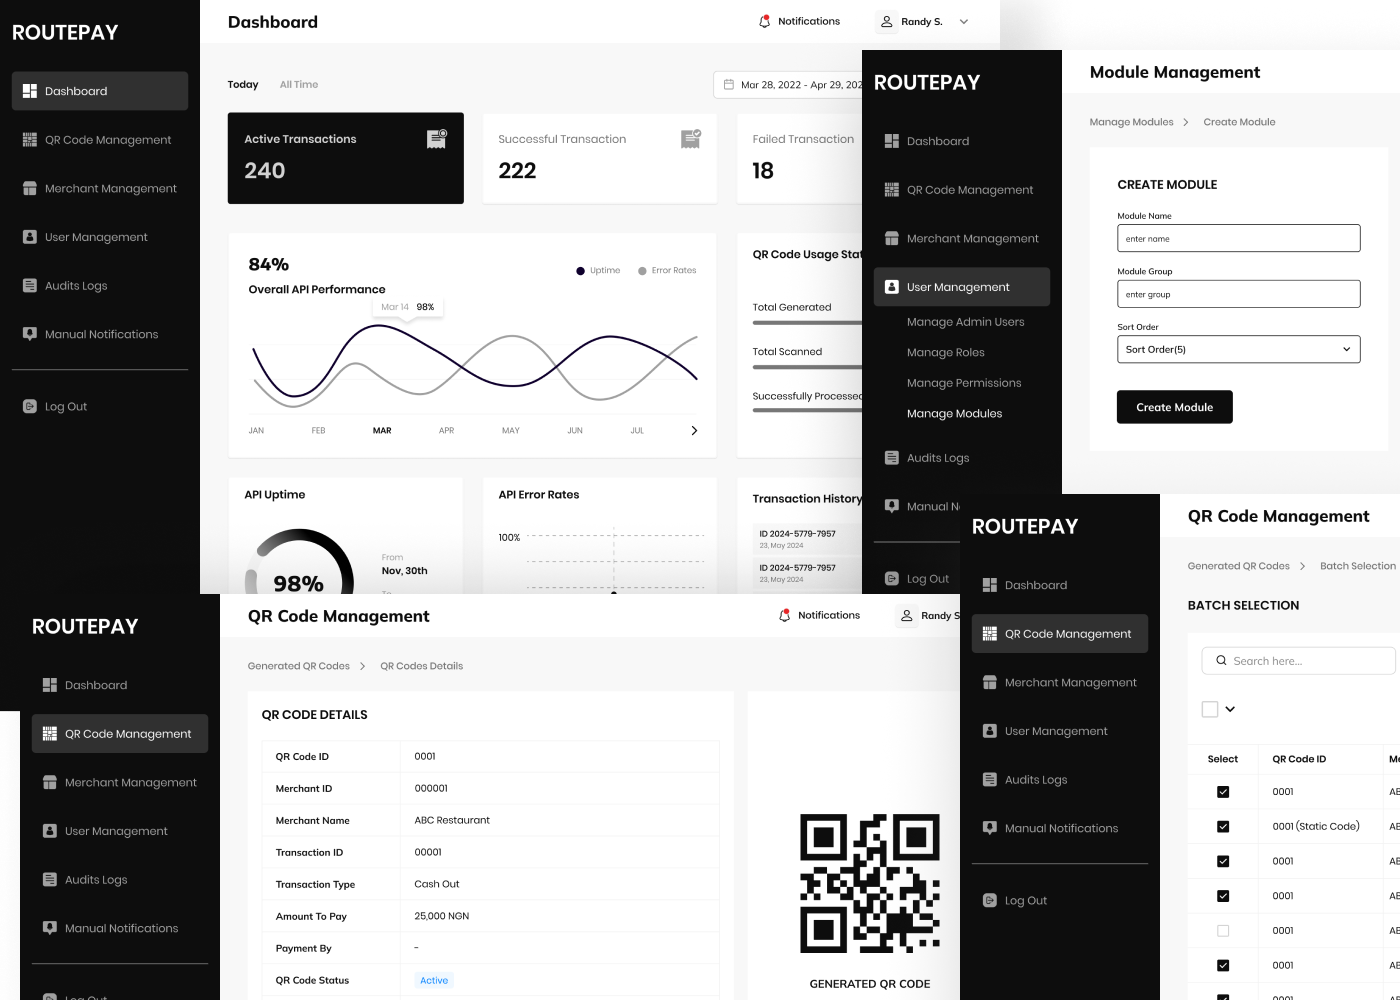 ROUTEPAY
Dashboard
QR Code Management
Merchant Management
User Management
Audits Logs
Manual Notifications
Log Out
Dashboard
Notifications
Randy S.
Today
All Time
Mar 28, 2022 - Apr 29, 202
Active Transactions
240
Successful Transaction
222
Failed Transaction
18
84%
Overall API Performance
Uptime
Error Rates
Mar 14 98%
JAN FEB MAR APR MAY JUN JUL
QR Code Usage Stat
Total Generated
Total Scanned
Successfully Processed
API Uptime
98%
From
Nov, 30th
To
API Error Rates
100%
Transaction History
ID 2024-5779-7957
23, May 2024
ID 2024-5779-7957
23, May 2024
ROUTEPAY
Dashboard
QR Code Management
Merchant Management
User Management
Manage Admin Users
Manage Roles
Manage Permissions
Manage Modules
Audits Logs
Manual N
Log Out
Module Management
Manage Modules > Create Module
CREATE MODULE
Module Name
enter name
Module Group
enter group
Sort Order
Sort Order(5)
Create Module
ROUTEPAY
Dashboard
QR Code Management
Merchant Management
User Management
Audits Logs
Manual Notifications
Log Out
QR Code Management
Notifications
Randy S
Generated QR Codes > QR Codes Details
QR CODE DETAILS
QR Code ID 0001
Merchant ID 000001
Merchant Name ABC Restaurant
Transaction ID 00001
Transaction Type Cash Out
Amount To Pay 25,000 NGN
Payment By -
QR Code Status Active
GENERATED QR CODE
ROUTEPAY
Dashboard
QR Code Management
Merchant Management
User Management
Audits Logs
Manual Notifications
Log Out
QR Code Management
Generated QR Codes > Batch Selection
BATCH SELECTION
Search here...
Select QR Code ID Me
0001 AB
0001 (Static Code) AB
0001 AB
0001 AB
0001 AB
0001 AB
0001 AB